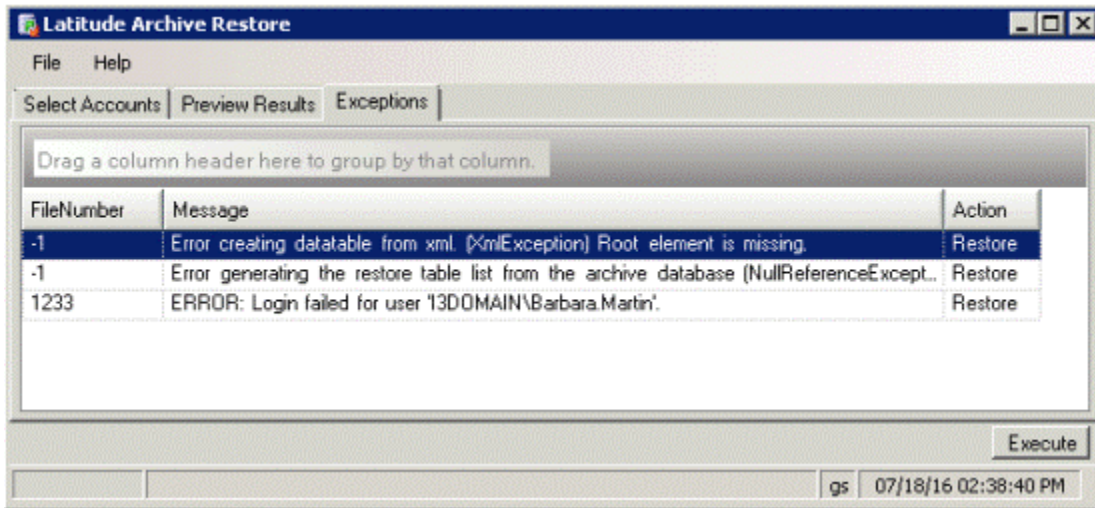 Latitude Archive Restore
File Help
Select Accounts Preview Results Exceptions
Drag a column header here to group by that column.
FileNumber Message Action
-1 Error creating datatable from xml. (XmlException) Root element is missing. Restore
-1 Error generating the restore table list from the archive database (NullReferenceExcept... Restore
1233 ERROR: Login failed for user '13DOMAIN\Barbara.Martin'. Restore
Execute
gs 07/18/16 02:38:40 PM